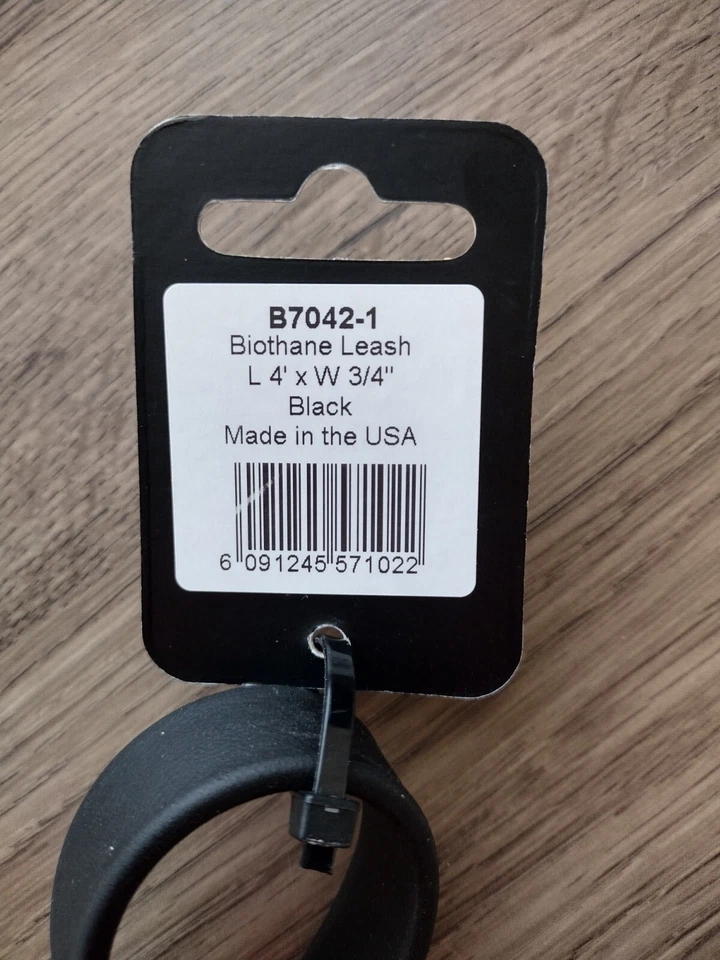 B7042-1
Biothane Leash
L 4' x W 3/4"
Black
Made in the USA
6 091245 571022